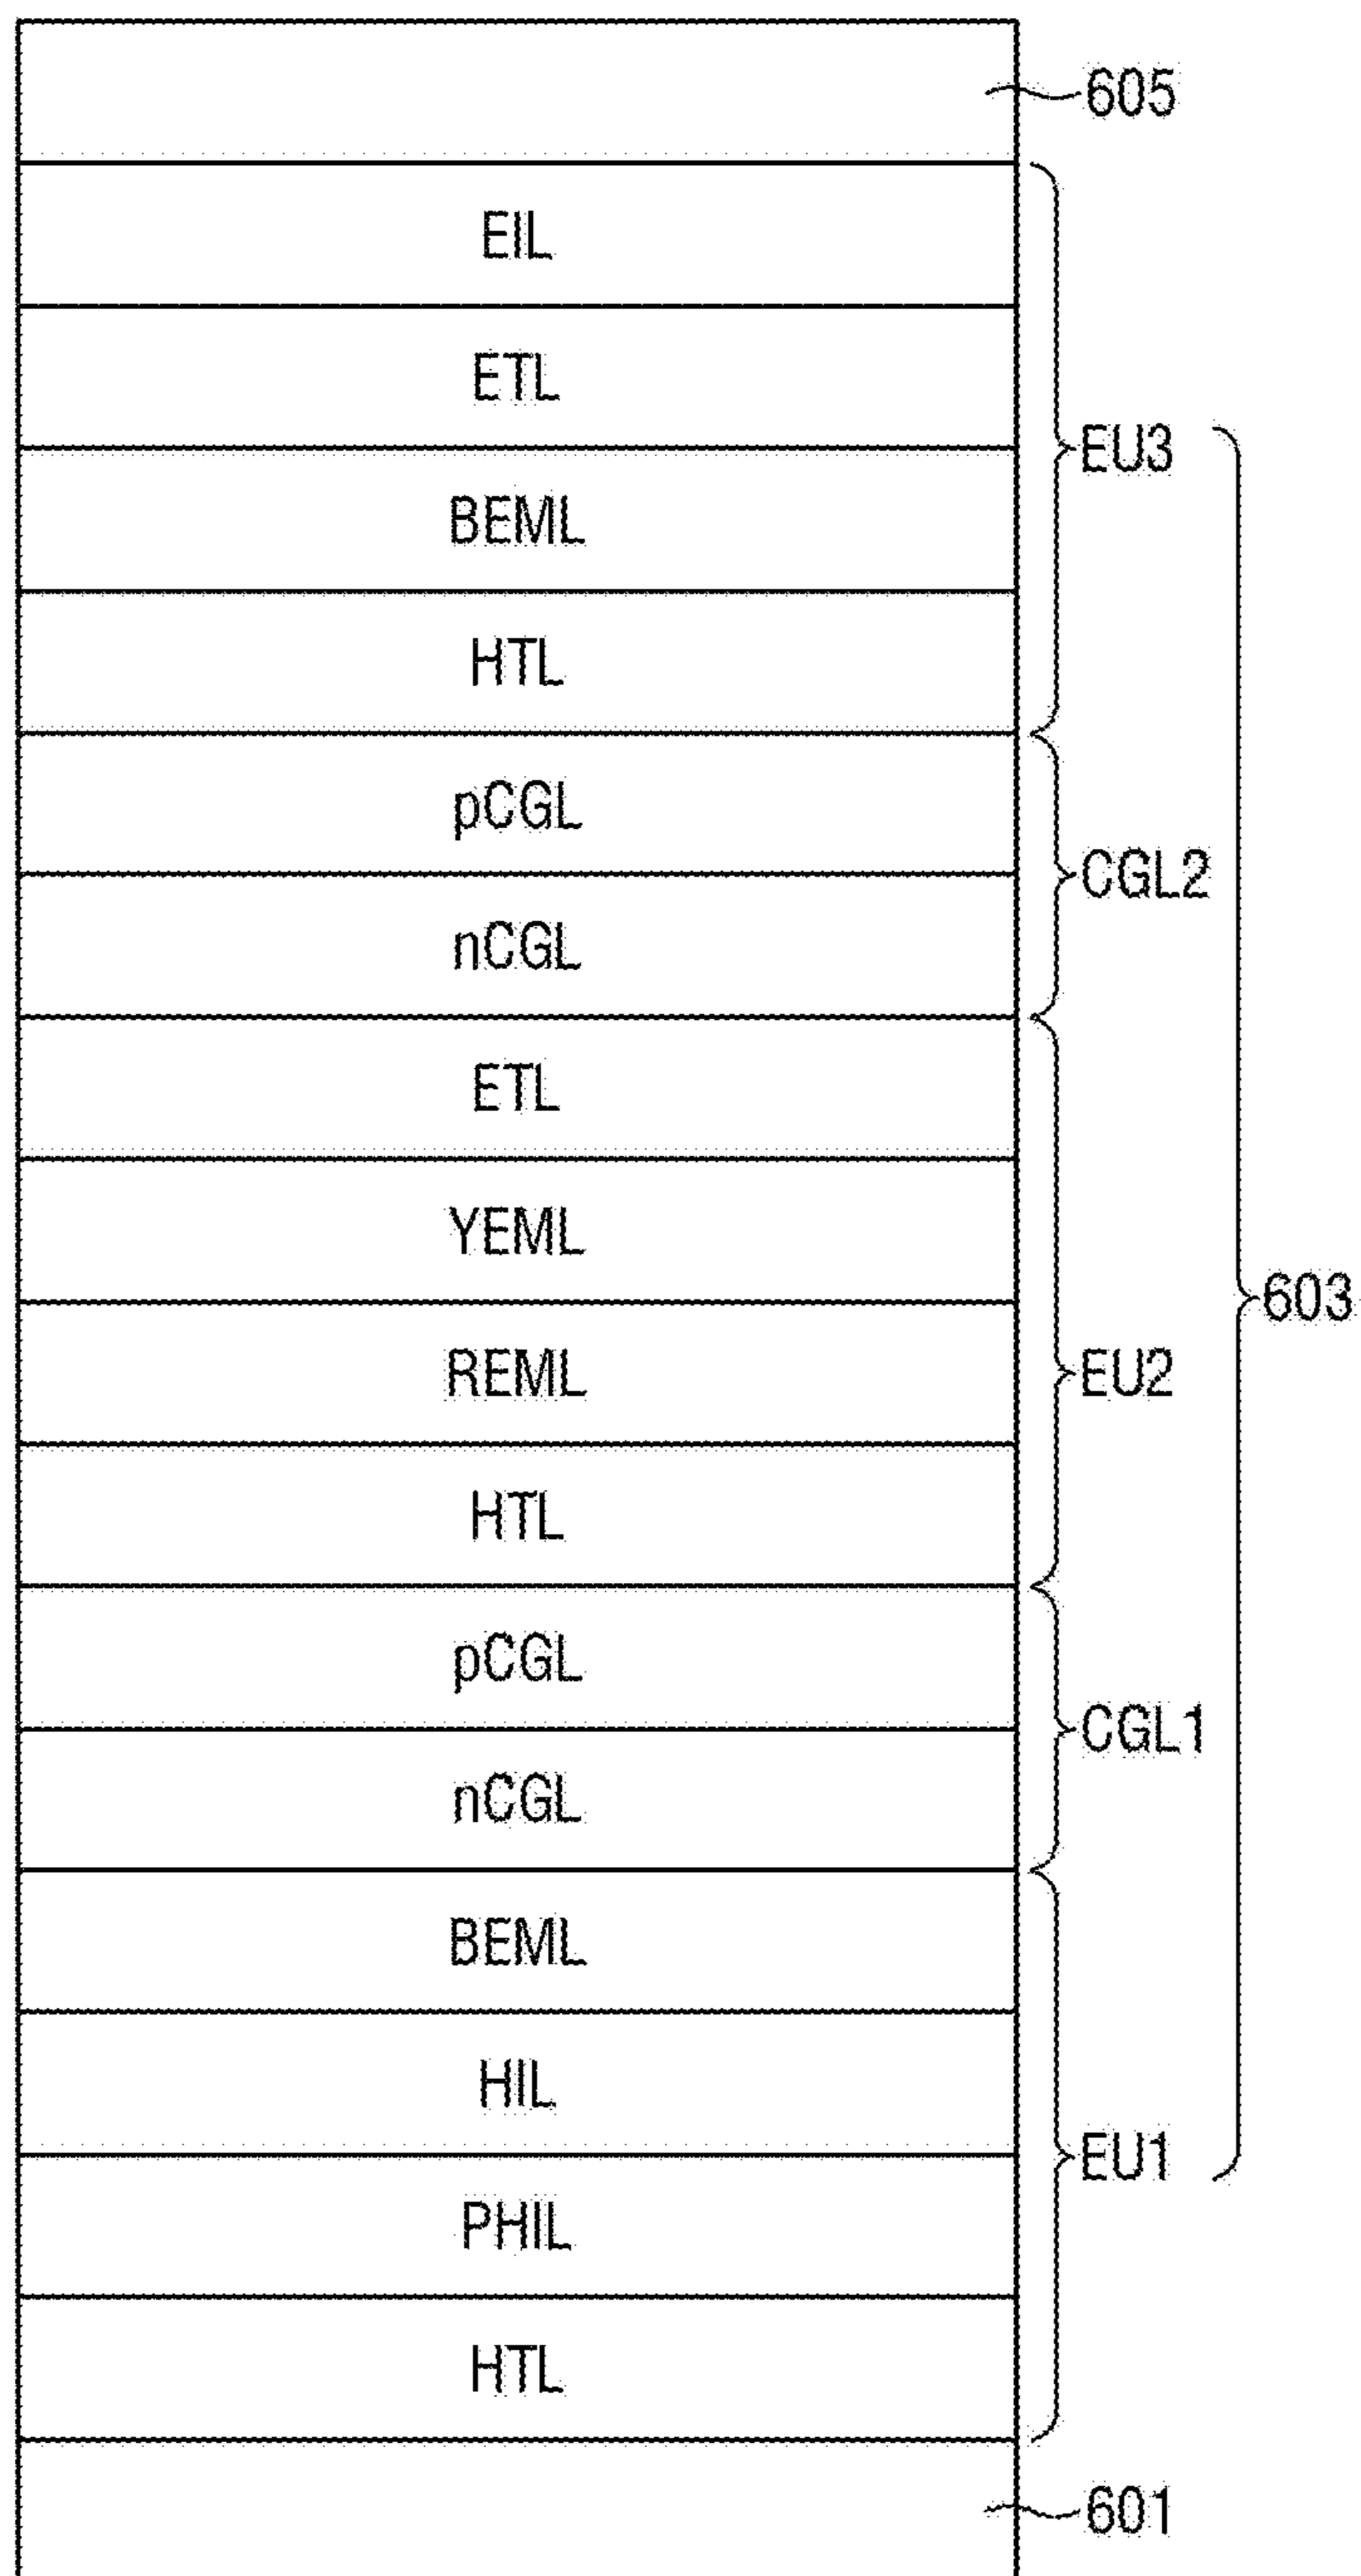 605
EIL
ETL
EU3
BEML
HTL
pCGL
CGL2
nCGL
ETL
YEML
603
REML
EU2
HTL
pCGL
CGL1
nCGL
BEML
HIL
EU1
PHIL
HTL
601